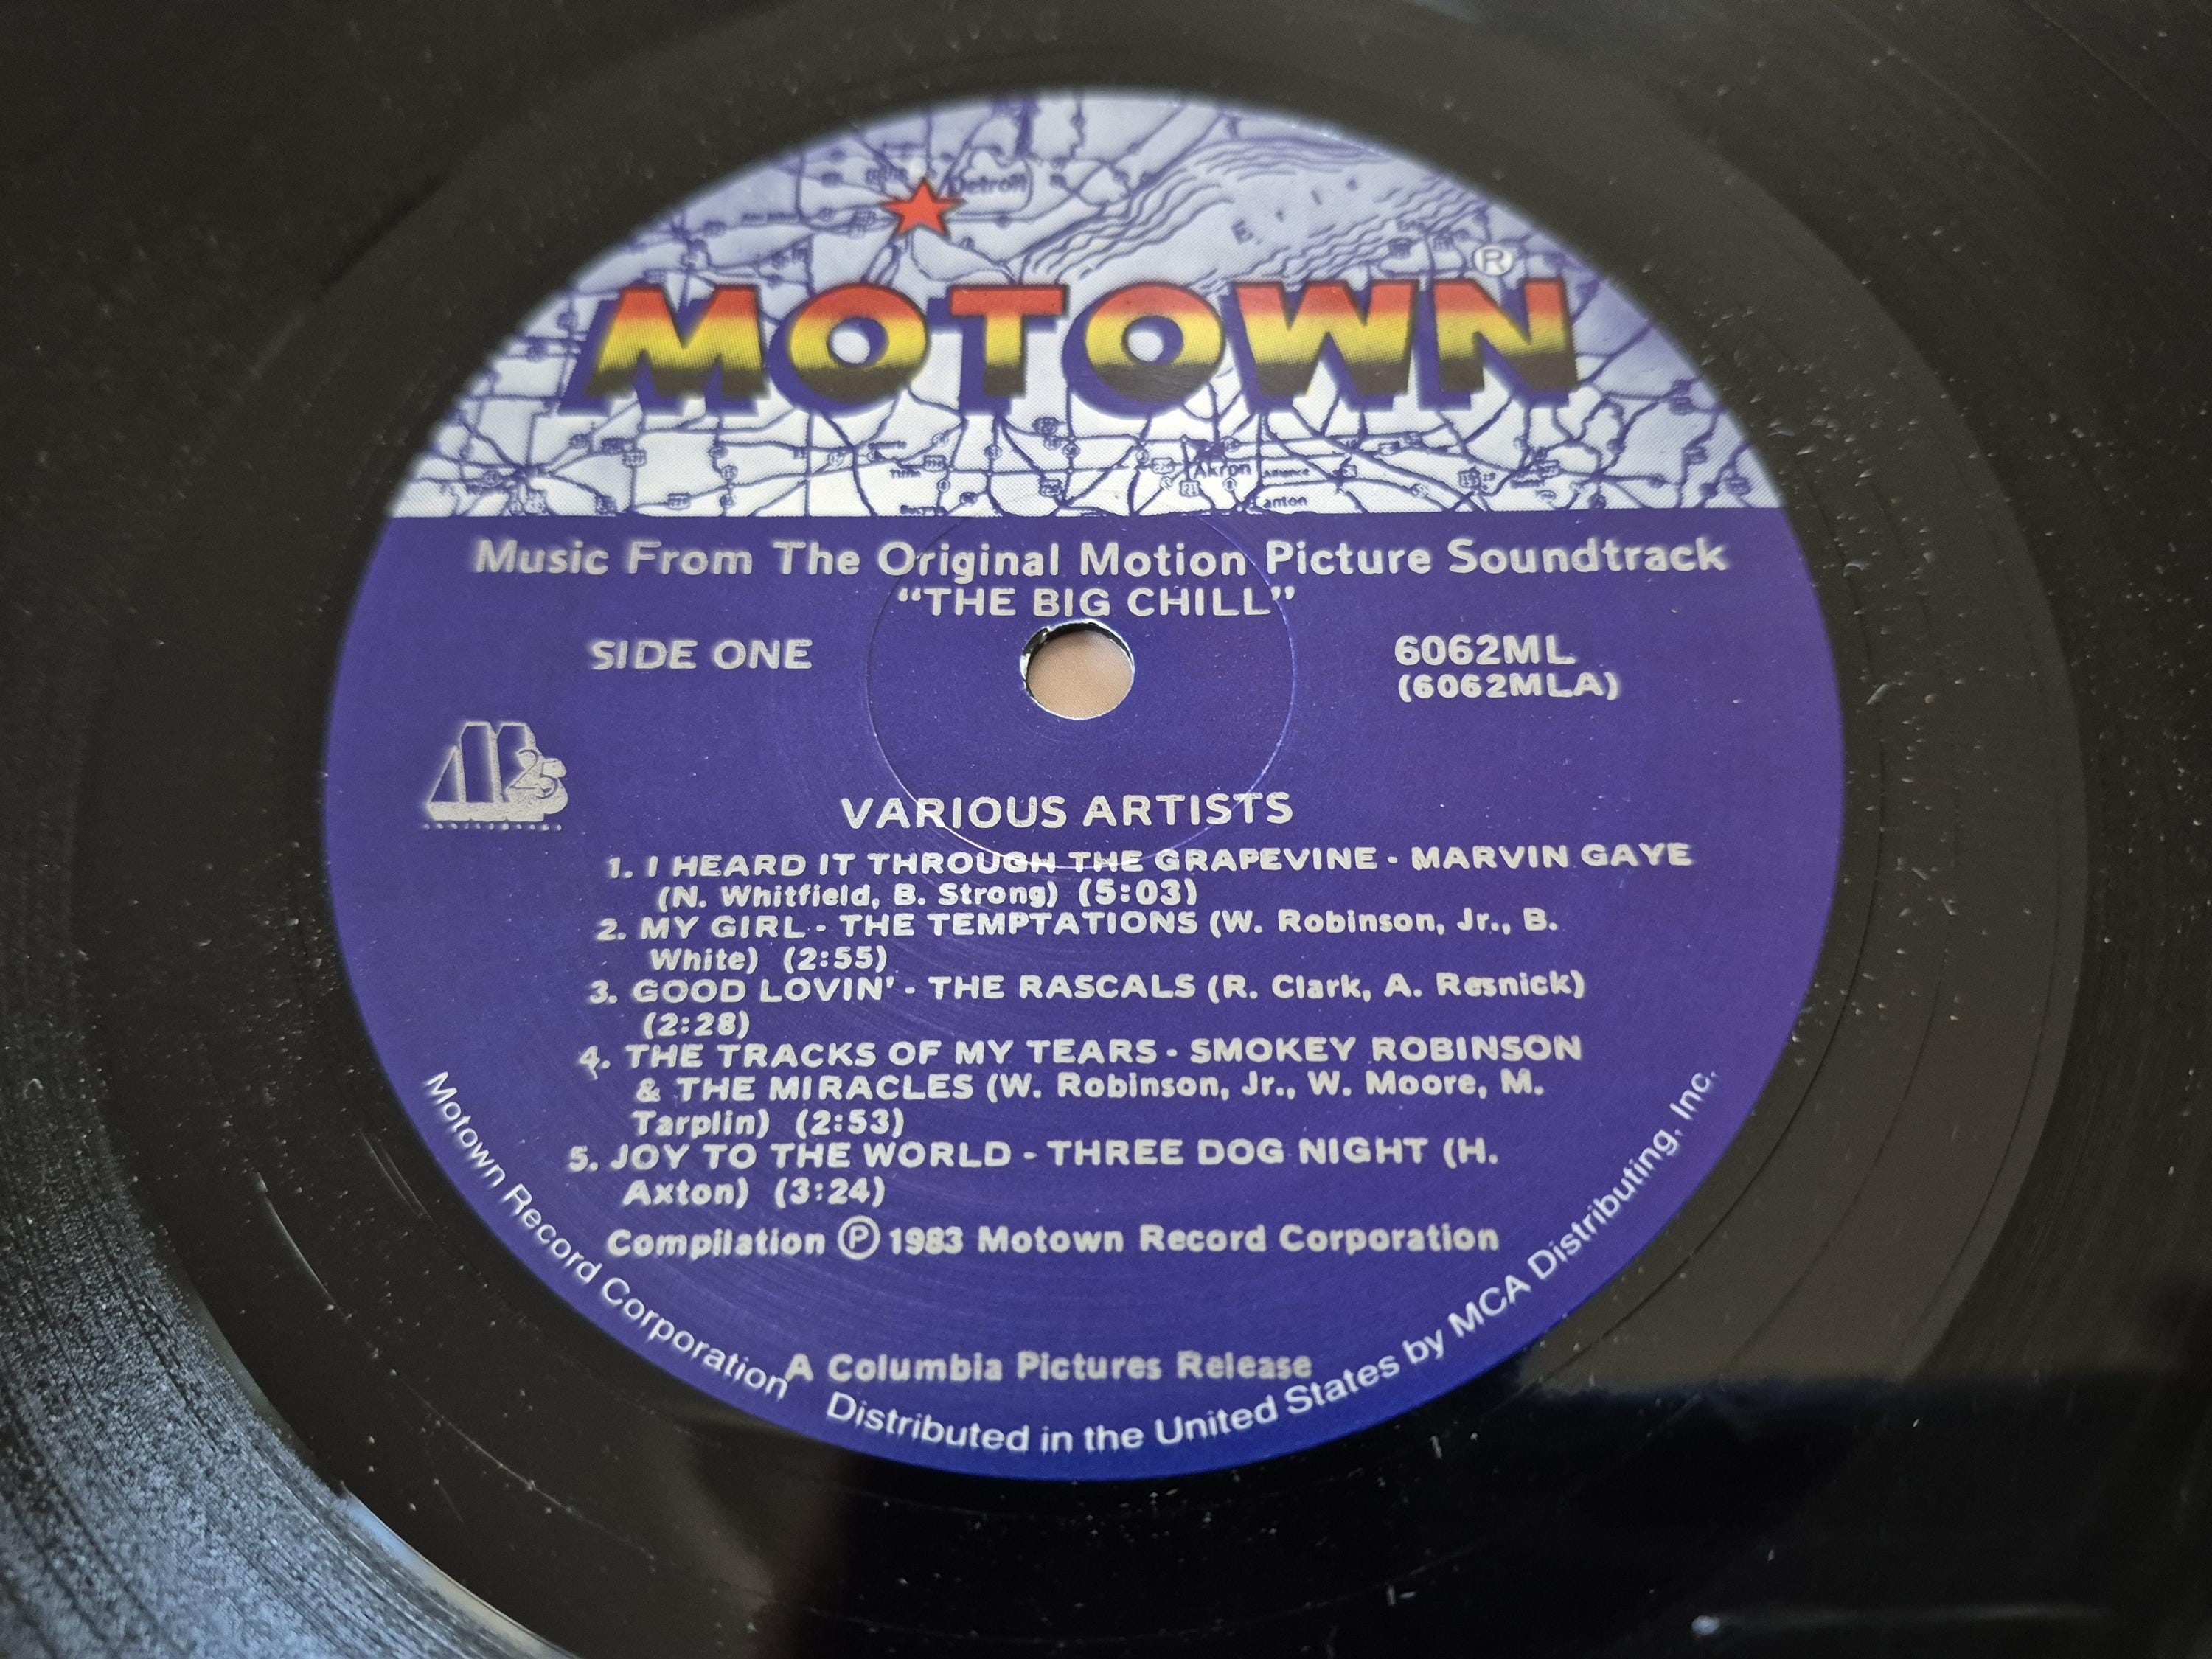 Detroit
Erie
®
MOTOWN
Akron
Alliance
anton
Music From The Original Motion Picture Soundtrack
“THE BIG CHILL”
SIDE ONE
6062ML
(6062MLA)
25
VARIOUS ARTISTS
1. I HEARD IT THROUGH THE GRAPEVINE - MARVIN GAYE
(N. Whitfield, B. Strong) (5:03)
2. MY GIRL - THE TEMPTATIONS (W. Robinson, Jr., B.
White) (2:55)
3. GOOD LOVIN' - THE RASCALS (R. Clark, A. Resnick)
(2:28)
4. THE TRACKS OF MY TEARS - SMOKEY ROBINSON
& THE MIRACLES (W. Robinson, Jr., W. Moore, M.
Tarplin) (2:53)
5. JOY TO THE WORLD - THREE DOG NIGHT (H.
Axton) (3:24)
Compilation ℗ 1983 Motown Record Corporation
A Columbia Pictures Release
Motown Record Corporation Distributed in the United States by MCA Distributing, Inc.